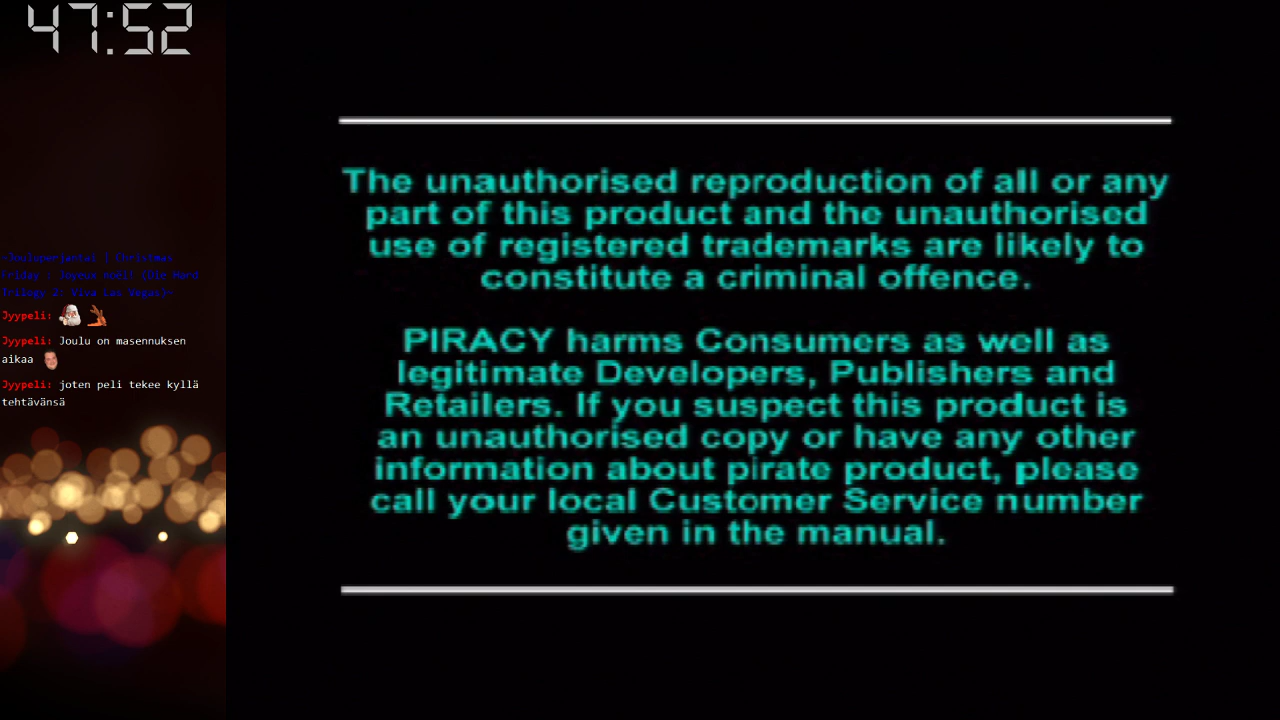 47:52
<Jouluperjantai | Christmas
Friday : Joyeux noël! (Die Hard
Trilogy 2: Viva Las Vegas)>
Jyypeli:
Jyypeli: Joulu on masennuksen
aikaa
Jyypeli: joten peli tekee kyllä
tehtävänsä
The unauthorised reproduction of all or any
part of this product and the unauthorised
use of registered trademarks are likely to
constitute a criminal offence.
PIRACY harms Consumers as well as
legitimate Developers, Publishers and
Retailers. If you suspect this product is
an unauthorised copy or have any other
information about pirate product, please
call your local Customer Service number
given in the manual.